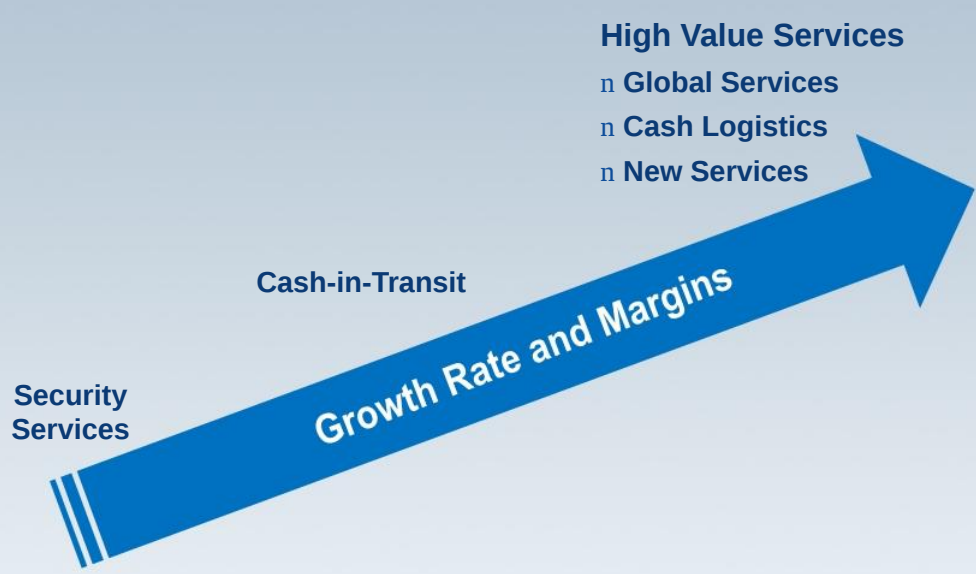 High Value Services
n Global Services
n Cash Logistics
n New Services
Cash-in-Transit
Growth Rate and Margins
Security
Services